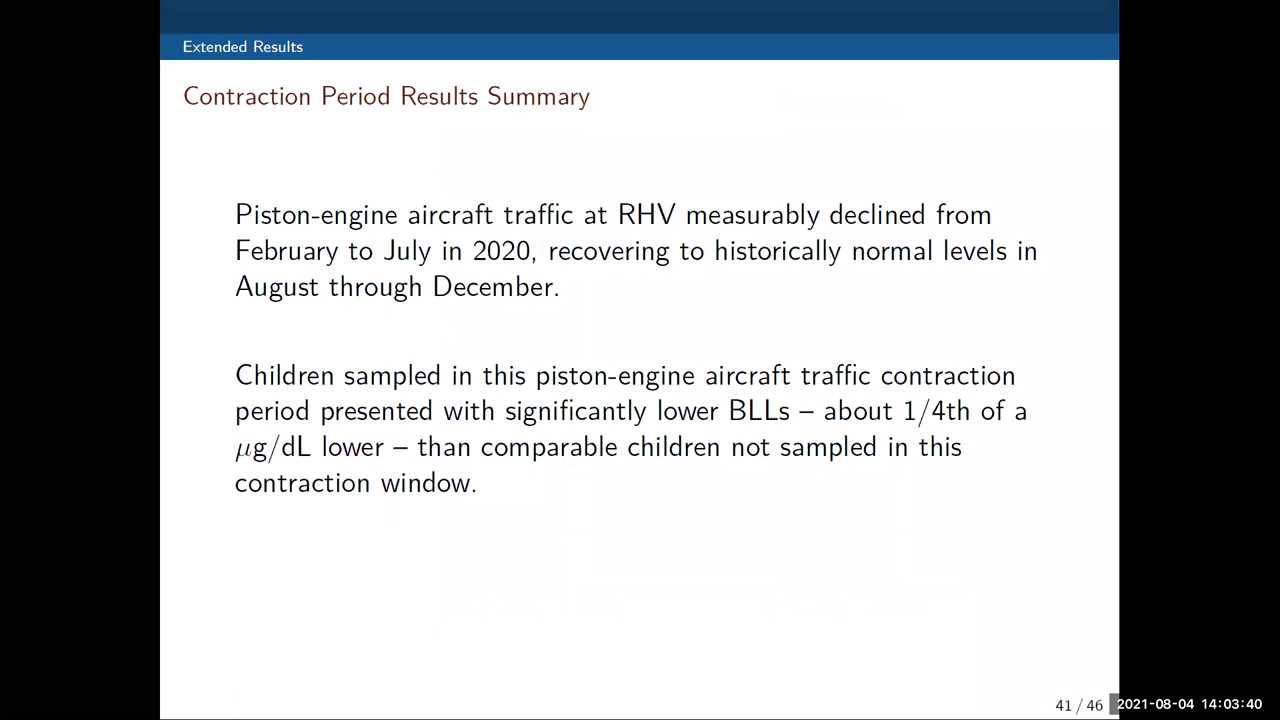 Extended Results
Contraction Period Results Summary
Piston-engine aircraft traffic at RHV measurably declined from
February to July in 2020, recovering to historically normal levels in
August through December.
Children sampled in this piston-engine aircraft traffic contraction
period presented with significantly lower BLLs – about 1/4th of a
μg/dL lower – than comparable children not sampled in this
contraction window.
41 / 46
2021-08-04 14:03:40